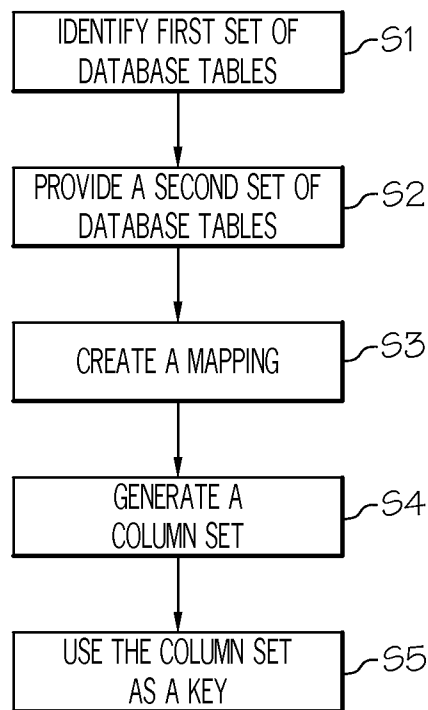 IDENTIFY FIRST SET OF
DATABASE TABLES
S1
PROVIDE A SECOND SET OF
DATABASE TABLES
S2
CREATE A MAPPING
S3
GENERATE A
COLUMN SET
S4
USE THE COLUMN SET
AS A KEY
S5